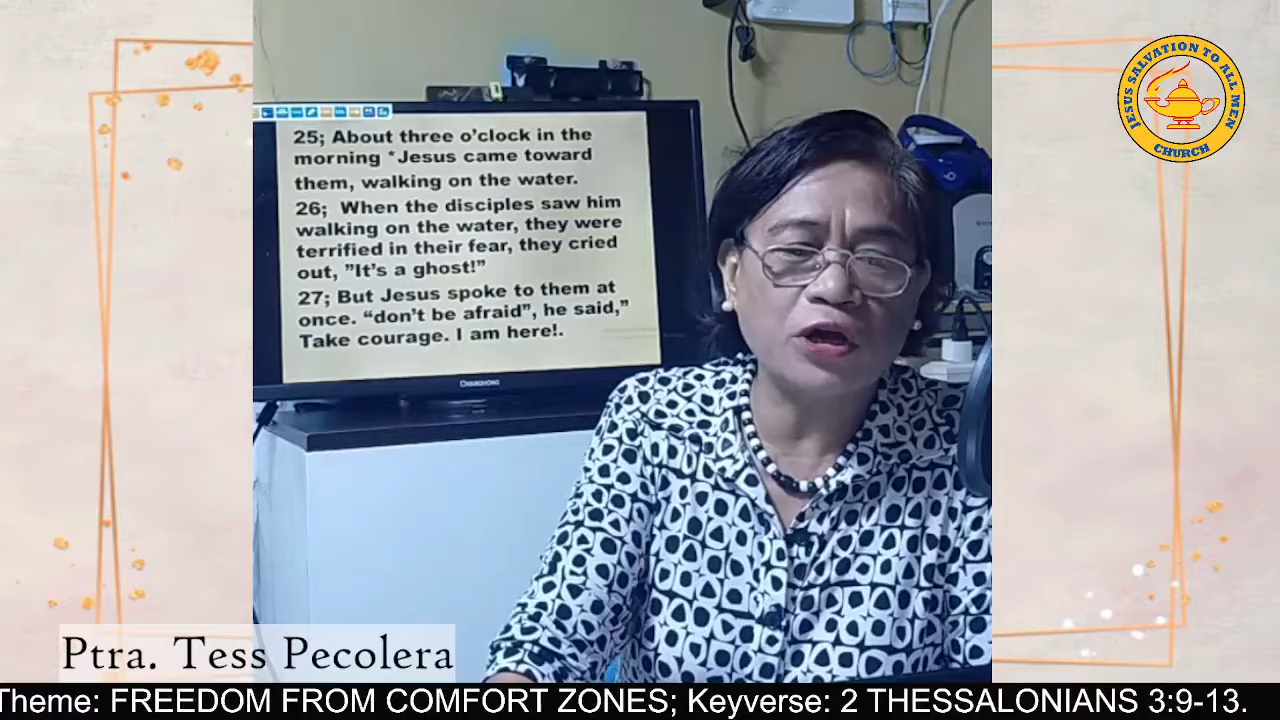 25; About three o’clock in the
morning *Jesus came toward
them, walking on the water.
26;  When the disciples saw him
walking on the water, they were
terrified in their fear, they cried
out, ”It’s a ghost!”
27; But Jesus spoke to them at
once. “don’t be afraid”, he said,”
Take courage. I am here!.
CHANGHONG
JESUS SALVATION TO ALL MEN
CHURCH
Ptra. Tess Pecolera
Theme: FREEDOM FROM COMFORT ZONES; Keyverse: 2 THESSALONIANS 3:9-13.